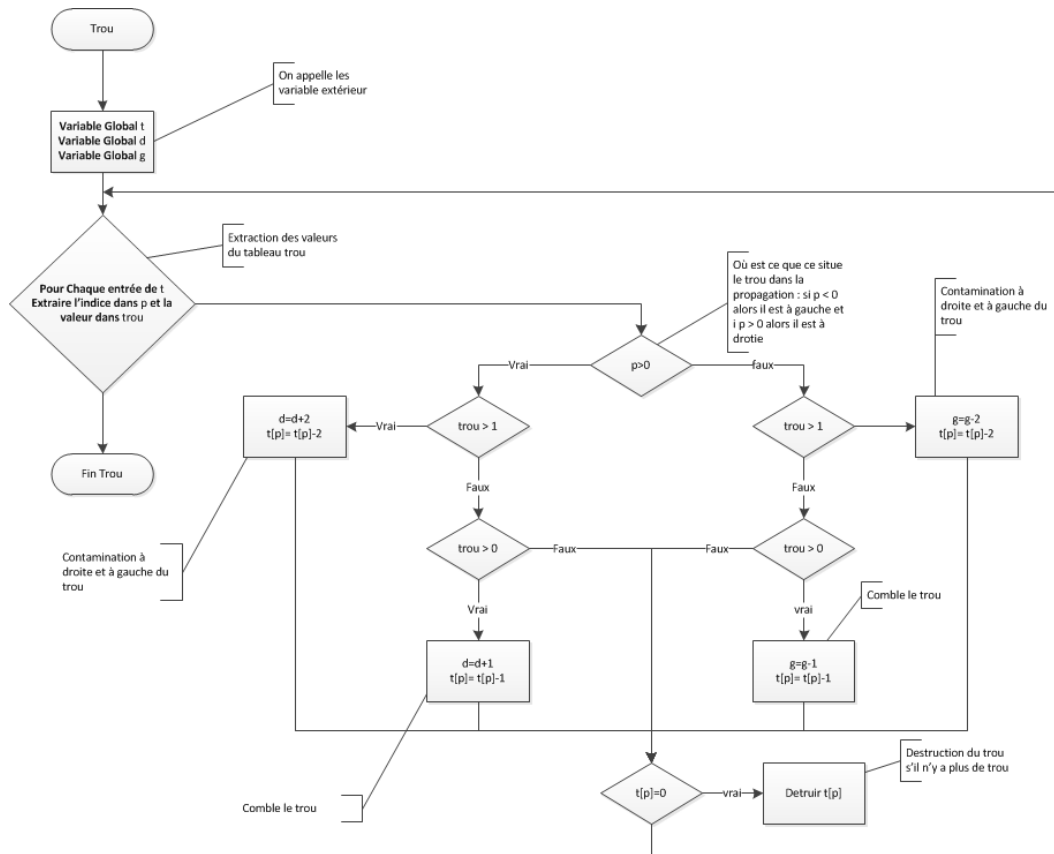 Trou
On appelle les
variable extérieur
Variable Global t
Variable Global d
Variable Global g
Extraction des valeurs
du tableau trou
Pour Chaque entrée de t
Extraire l'indice dans p et la
valeur dans trou
Où est ce que ce situe
le trou dans la
propagation : si p < 0
alors il est à gauche et
i p > 0 alors il est à
drotie
Contamination à
droite et à gauche du
trou
p>0
Vrai
faux
d=d+2
t[p]= t[p]-2
Vrai
trou > 1
trou > 1
g=g-2
t[p]= t[p]-2
Fin Trou
Faux
Faux
Contamination à
droite et à gauche du
trou
trou > 0
Faux
Faux
trou > 0
Vrai
vrai
Comble le trou
d=d+1
t[p]= t[p]-1
g=g-1
t[p]= t[p]-1
Destruction du trou
s'il n'y a plus de trou
Comble le trou
t[p]=0
vrai
Detruir t[p]